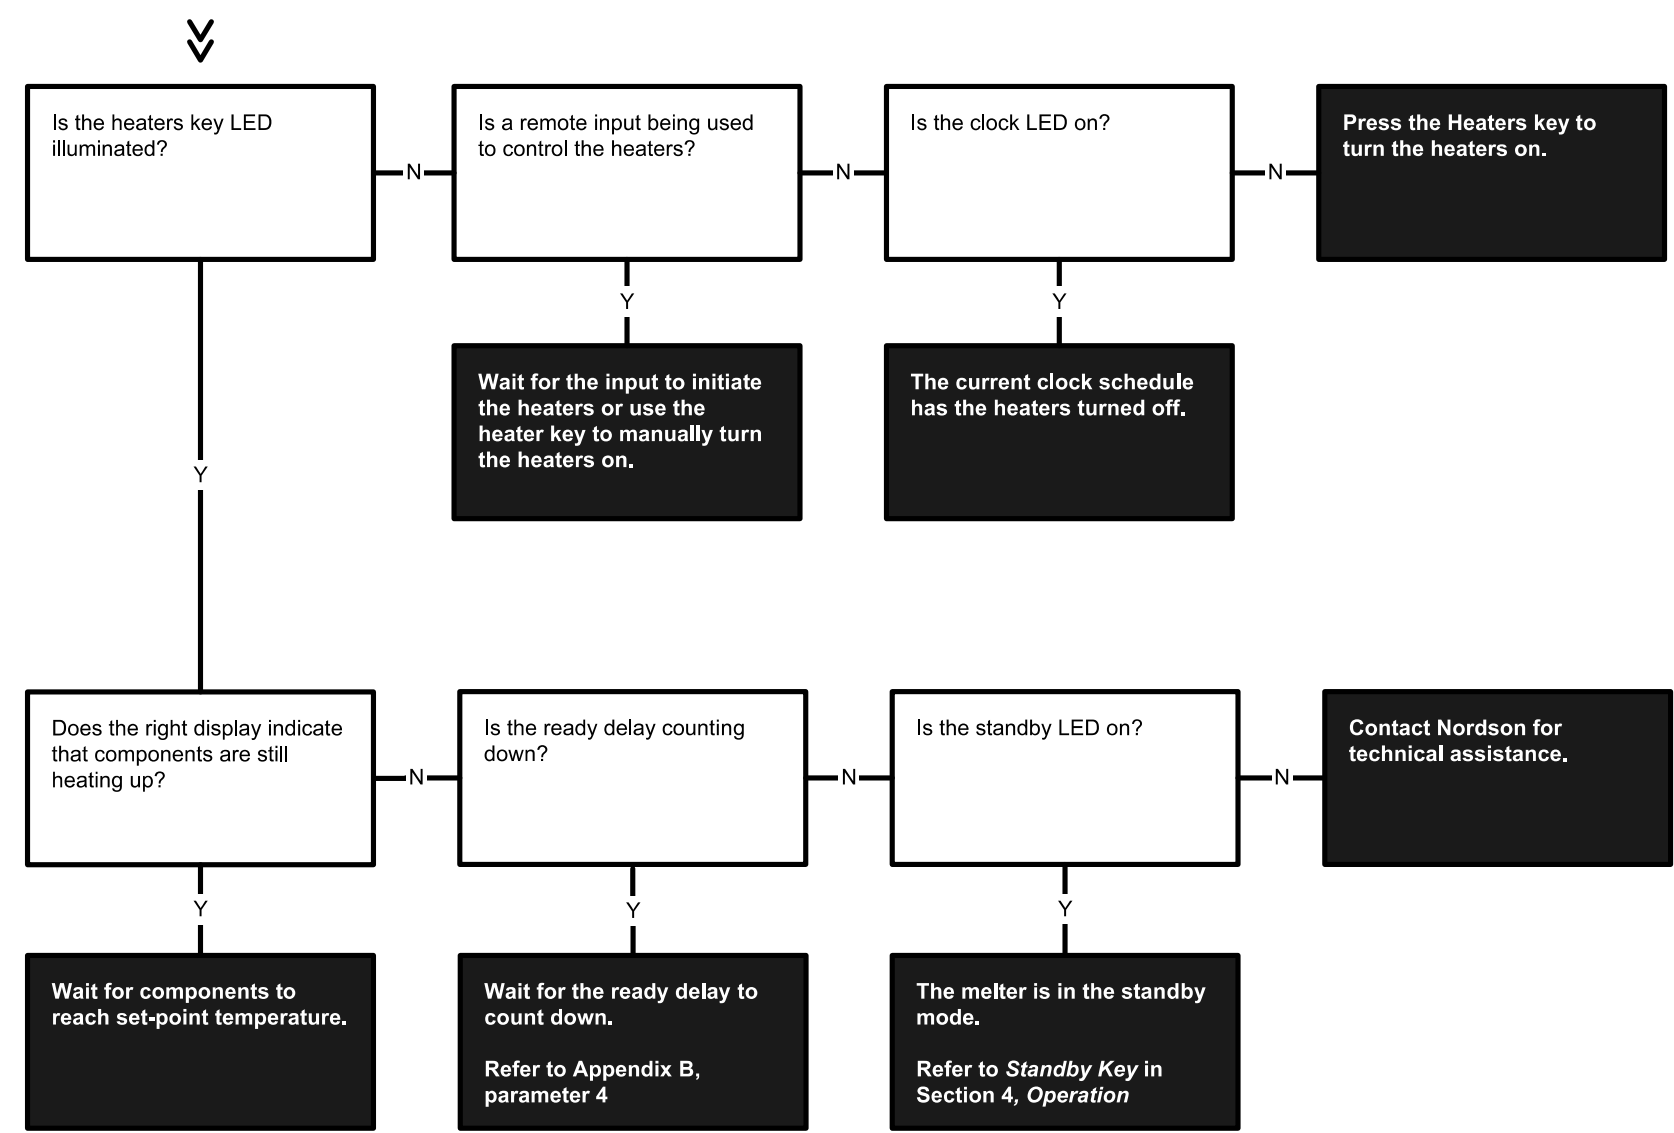 Is the heaters key LED
illuminated?
N
Is a remote input being used
to control the heaters?
N
Is the clock LED on?
N
Press the Heaters key to
turn the heaters on.
Y
Y
Wait for the input to initiate
the heaters or use the
heater key to manually turn
the heaters on.
The current clock schedule
has the heaters turned off.
Y
Does the right display indicate
that components are still
heating up?
N
Is the ready delay counting
down?
N
Is the standby LED on?
N
Contact Nordson for
technical assistance.
Y
Y
Y
Wait for components to
reach set-point temperature.
Wait for the ready delay to
count down.
Refer to Appendix B,
parameter 4
The melter is in the standby
mode.
Refer to Standby Key in
Section 4, Operation